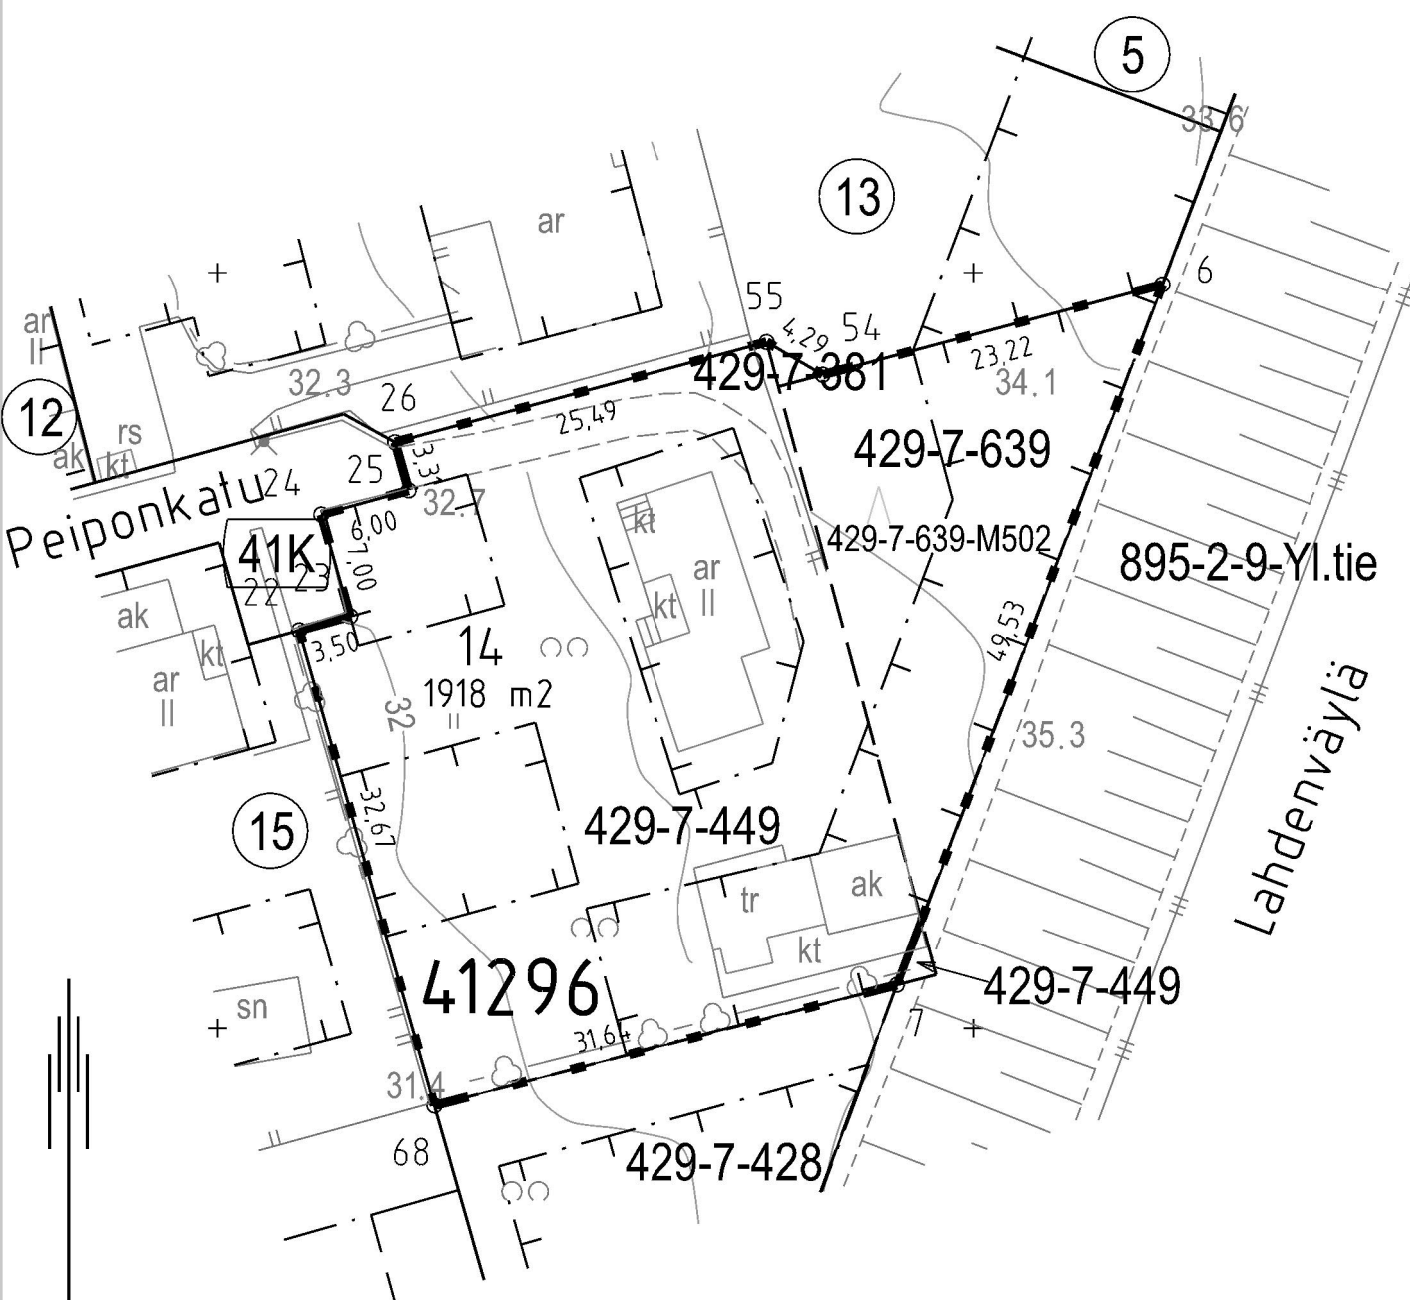 5
33.6
13
ar
6
55
4,29
54
ar
II
429-7-381
23,22
34.1
32.3
26
12
25,49
rs
ak
kt
3,31
25
24
32.7
429-7-639
Peiponkatu
6,00
kt
429-7-639-M502
41K
7,00
895-2-9-Yl.tie
22
23
ar
II
kt
ak
kt
3,50
14
49,53
ar
II
1918 m2
32
35.3
Lahdenväylä
32,67
15
429-7-449
tr
ak
kt
41296
429-7-449
sn
31,64
7
31.4
68
429-7-428